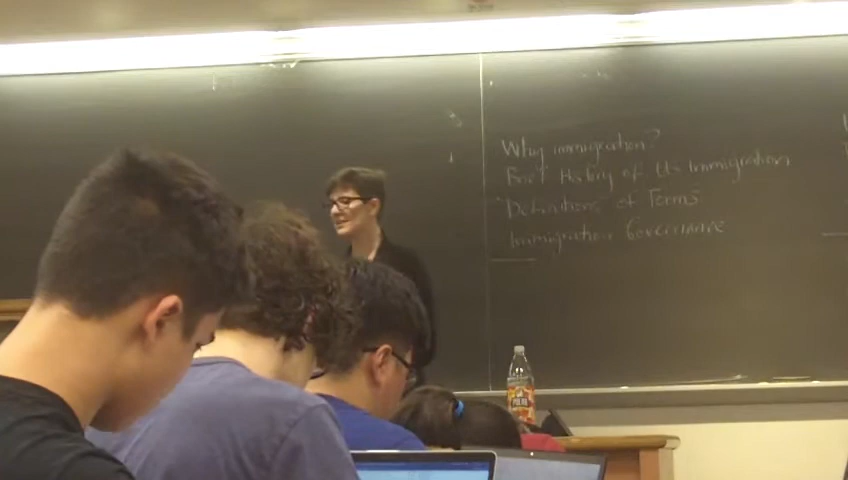 Why immigration?
Brief History of US Immigration
Definitions of Terms
Immigration Governance